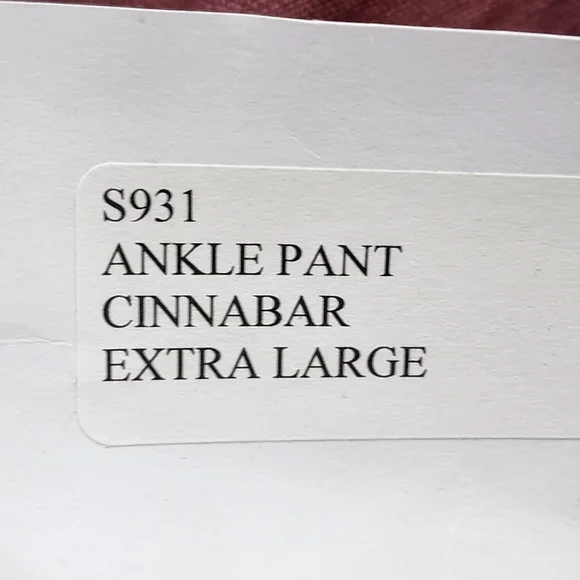 S931
ANKLE PANT
CINNABAR
EXTRA LARGE